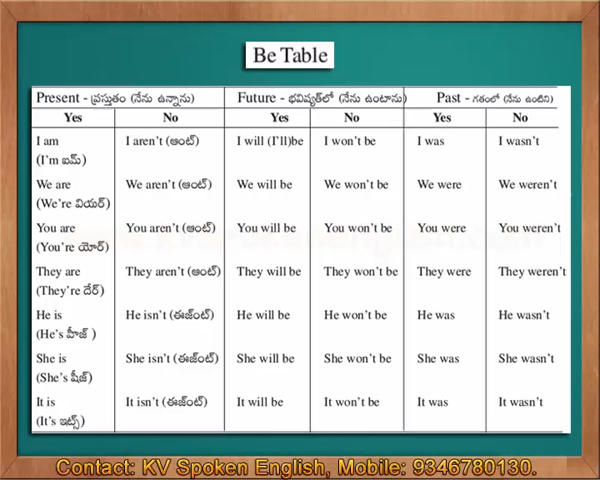 Be Table
Present - ప్రస్తుతం (నేను ఉన్నాను) Future - భవిష్యత్‌లో (నేను ఉంటాను) Past - గతంలో (నేను ఉంటిని)
Yes No Yes No Yes No
I am I aren't (ఆంట్) I will (I'll)be I won't be I was I wasn't
(I'm ఐమ్)
We are We aren't (ఆంట్) We will be We won't be We were We weren't
(We're వియర్)
You are You aren't (ఆంట్) You will be You won't be You were You weren't
(You're యోర్)
They are They aren't (ఆంట్) They will be They won't be They were They weren't
(They're దేర్)
He is He isn't (ఈజ్ంట్) He will be He won't be He was He wasn't
(He's హీజ్ )
She is She isn't (ఈజ్ంట్) She will be She won't be She was She wasn't
(She's షీజ్)
It is It isn't (ఈజ్ంట్) It will be It won't be It was It wasn't
(It's ఇట్స్)
Contact: KV Spoken English, Mobile: 9346780130.